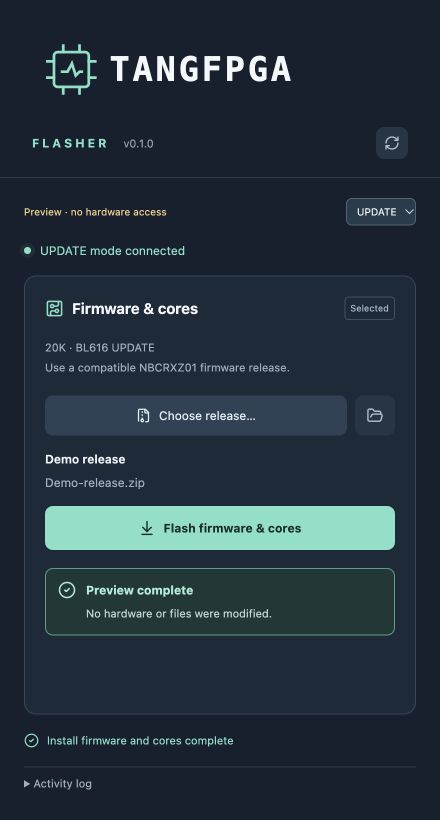 TANGFPGA
FLASHER v0.1.0
Preview · no hardware access
UPDATE
UPDATE mode connected
Firmware & cores
Selected
20K · BL616 UPDATE
Use a compatible NBCRXZ01 firmware release.
Choose release...
Demo release
Demo-release.zip
Flash firmware & cores
Preview complete
No hardware or files were modified.
Install firmware and cores complete
Activity log